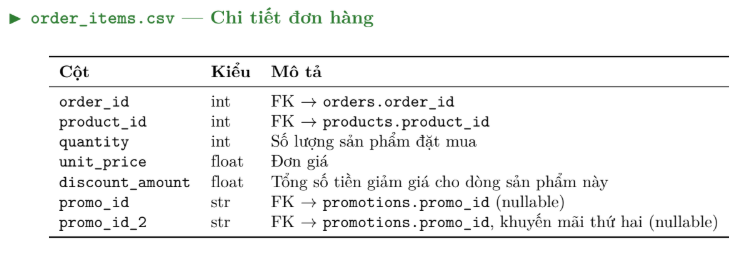 ▶ order_items.csv — Chi tiết đơn hàng
Cột Kiểu Mô tả
order_id int FK → orders.order_id
product_id int FK → products.product_id
quantity int Số lượng sản phẩm đặt mua
unit_price float Đơn giá
discount_amount float Tổng số tiền giảm giá cho dòng sản phẩm này
promo_id str FK → promotions.promo_id (nullable)
promo_id_2 str FK → promotions.promo_id, khuyến mãi thứ hai (nullable)